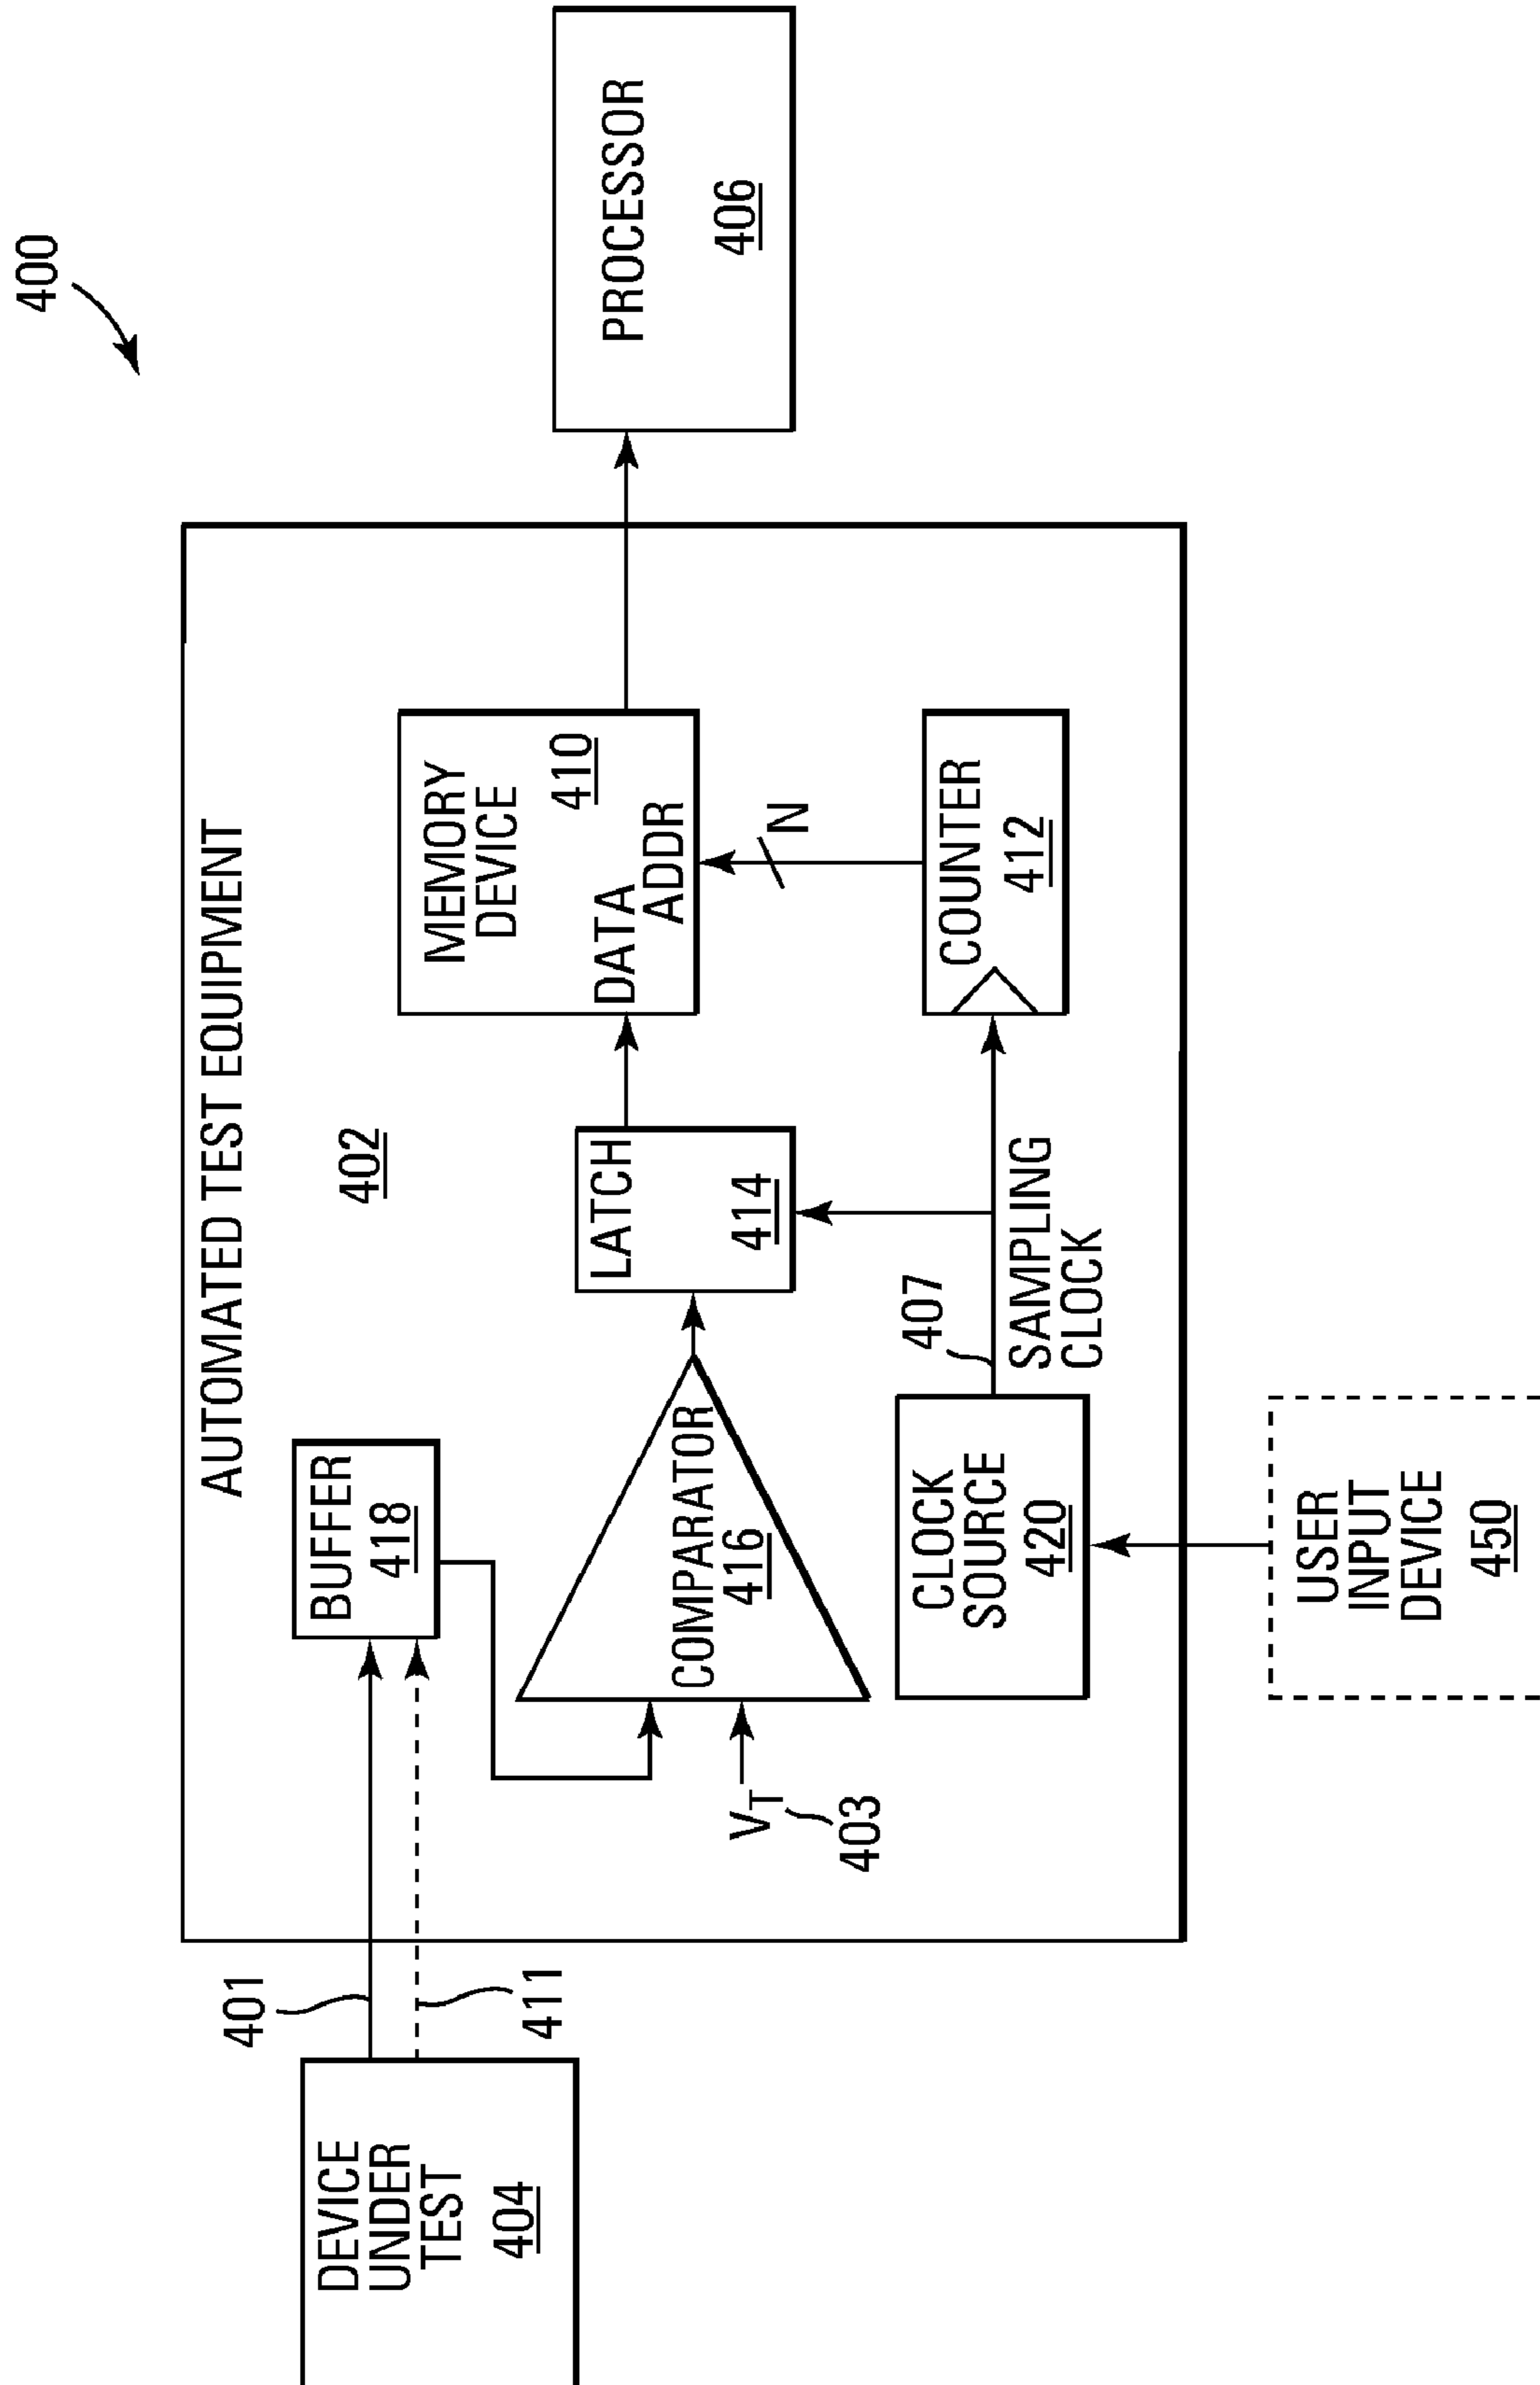 400
AUTOMATED TEST EQUIPMENT
402
DEVICE
UNDER
TEST
404
401
411
BUFFER
418
COMPARATOR
416
VT
403
LATCH
414
MEMORY
DEVICE
410
DATA
ADDR
N
COUNTER
412
CLOCK
SOURCE
420
407
SAMPLING
CLOCK
PROCESSOR
406
USER
INPUT
DEVICE
450